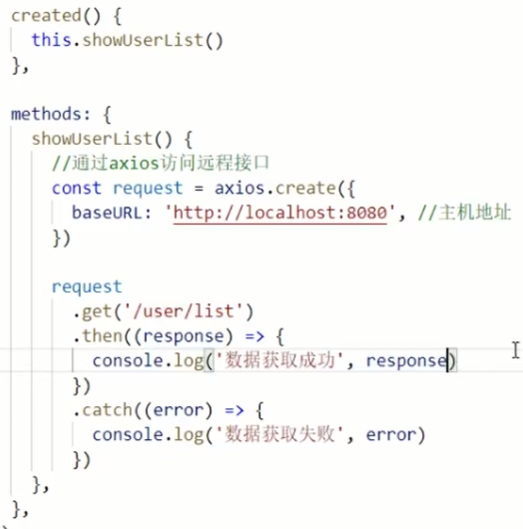 created() {
this.showUserList()
},
methods: {
showUserList() {
//通过axios访问远程接口
const request = axios.create({
baseURL: 'http://localhost:8080', //主机地址
})
request
.get('/user/list')
.then((response) => {
console.log('数据获取成功', response)
})
.catch((error) => {
console.log('数据获取失败', error)
})
},
},